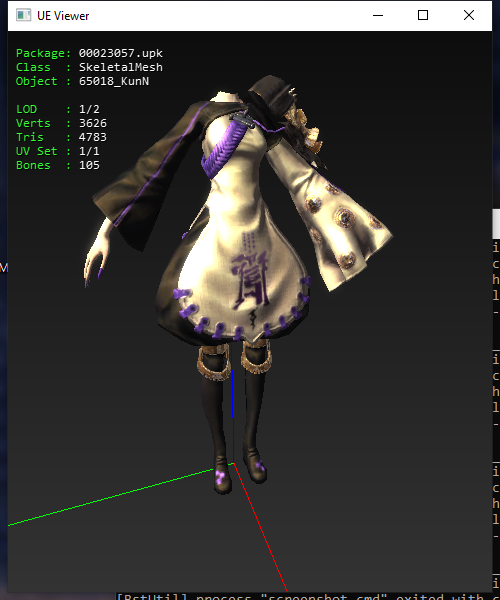 UE Viewer
Package: 00023057.upk
Class : SkeletalMesh
Object : 65018_KunN
LOD : 1/2
Verts : 3626
Tris : 4783
UV Set : 1/1
Bones : 105
M
i
c
h
l
-
i
c
h
l
-
i
c
h
l
-
i
[BstUtil] process "screenshot.cmd" exited with c